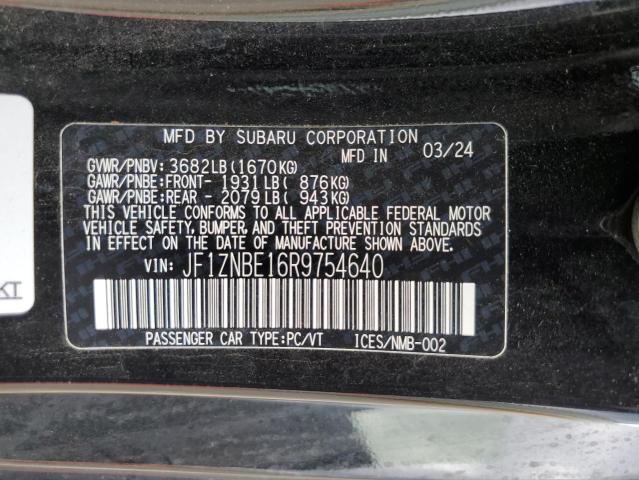 MFD BY SUBARU CORPORATION
MFD IN 03/24
GVWR/PNBV: 3682LB(1670KG)
GAWR/PNBE:FRONT- 1931LB( 876KG)
GAWR/PNBE:REAR - 2079LB( 943KG)
THIS VEHICLE CONFORMS TO ALL APPLICABLE FEDERAL MOTOR
VEHICLE SAFETY, BUMPER, AND THEFT PREVENTION STANDARDS
IN EFFECT ON THE DATE OF MANUFACTURE SHOWN ABOVE.
VIN: JF1ZNBE16R9754640
PASSENGER CAR TYPE:PC/VT ICES/NMB-002
KT